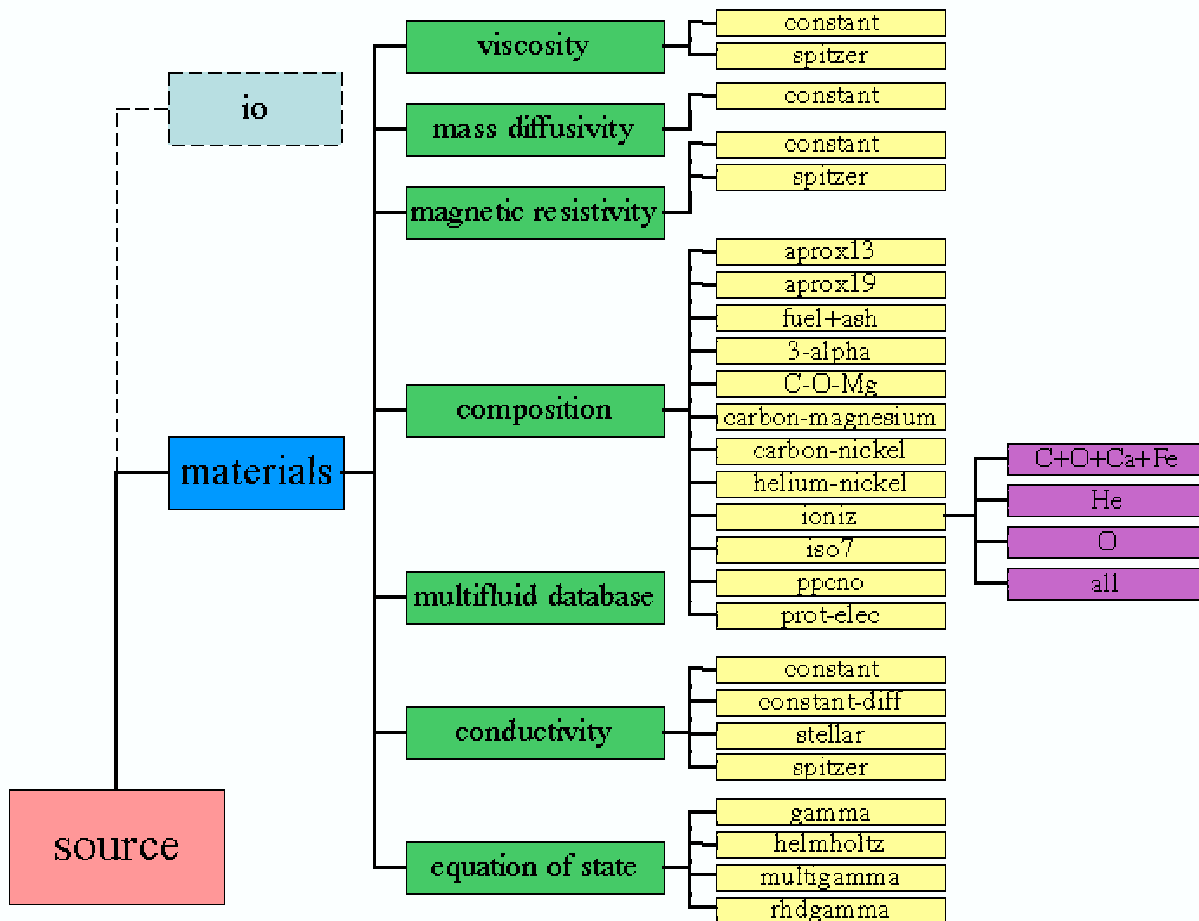 io
materials
source
viscosity
constant
spitzer
mass diffusivity
constant
magnetic resistivity
constant
spitzer
composition
aprox13
aprox19
fuel+ash
3-alpha
C-O-Mg
carbon-magnesium
carbon-nickel
helium-nickel
ioniz
C+O+Ca+Fe
He
O
all
iso7
ppcno
prot-elec
multifluid database
conductivity
constant
constant-diff
stellar
spitzer
equation of state
gamma
helmholtz
multigamma
rhdgamma